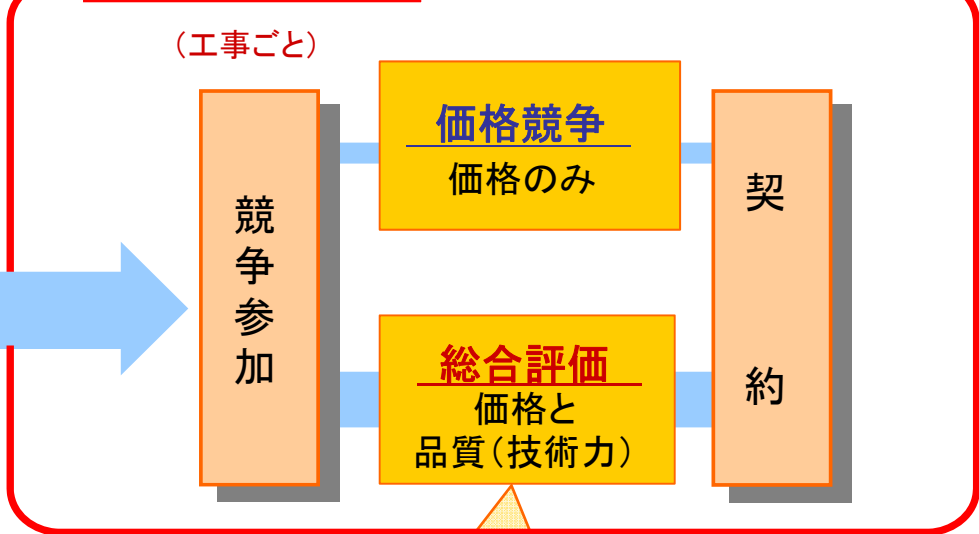 (工事ごと)
競争参加
価格競争
価格のみ
総合評価
価格と
品質(技術力)
契約